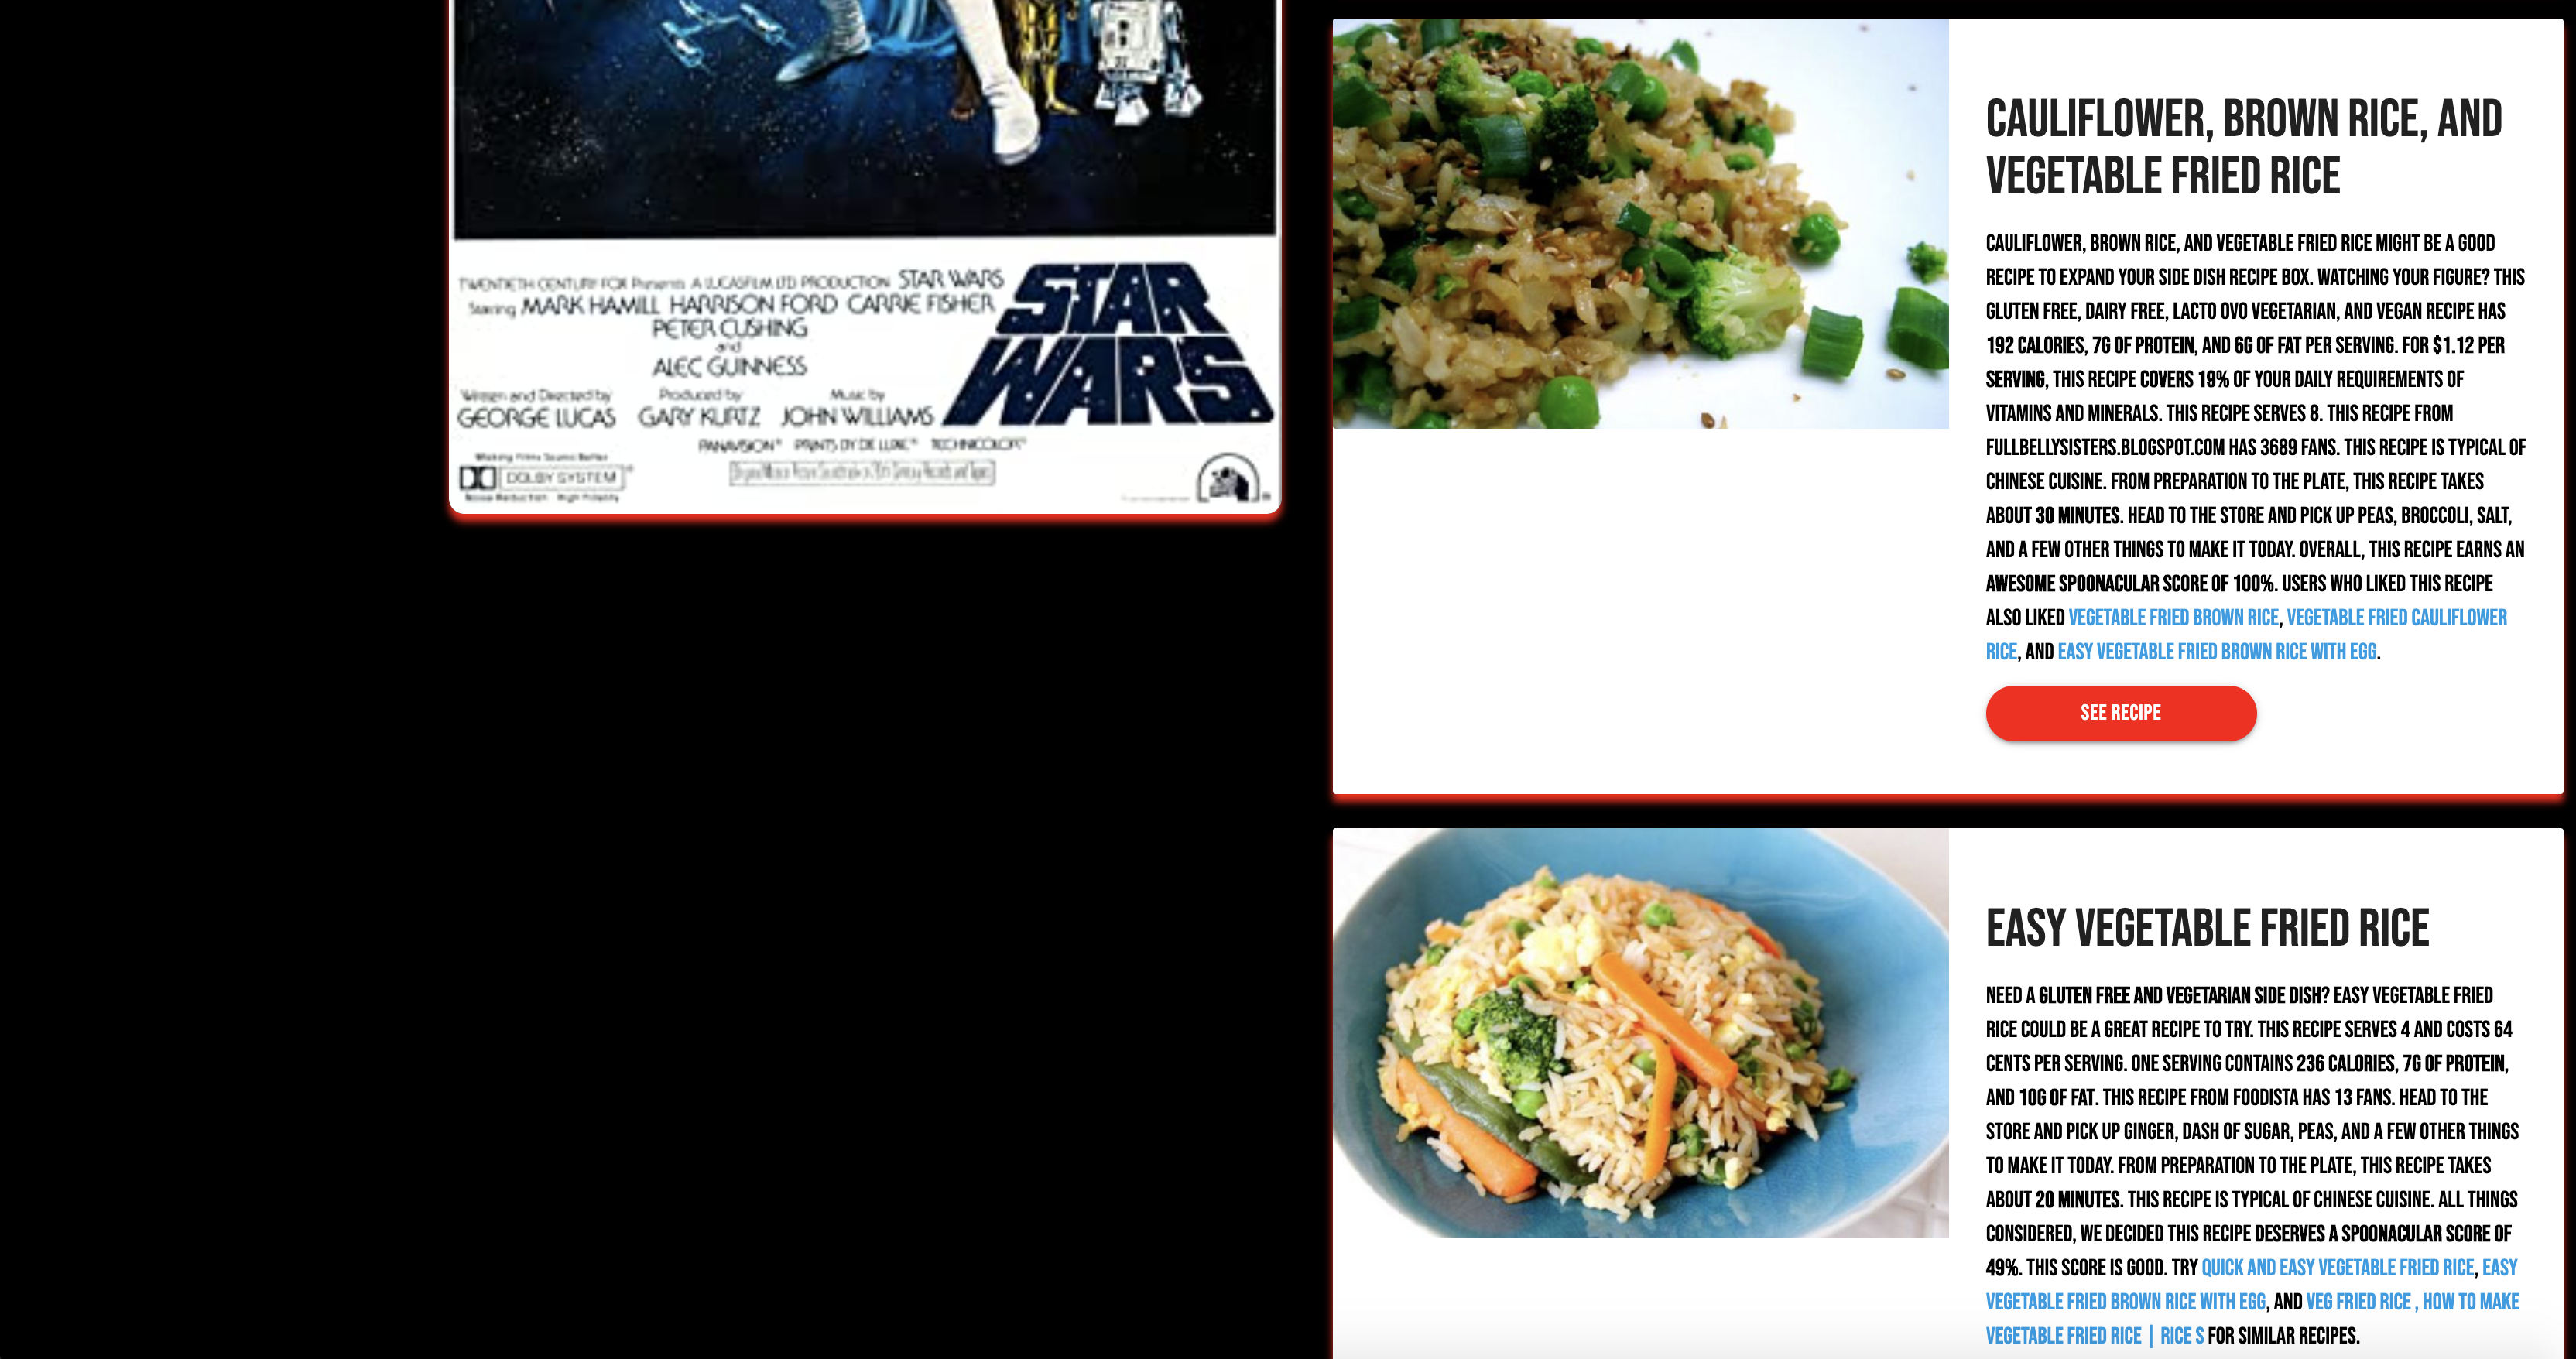 TWENTIETH CENTURY FOX Presents A LUCASFILM LTD PRODUCTION STAR WARS
Starring MARK HAMILL HARRISON FORD CARRIE FISHER
PETER CUSHING
and
ALEC GUINNESS
STAR
WARS
Written and Directed by
GEORGE LUCAS
Produced by
GARY KURTZ
Music by
JOHN WILLIAMS
PANAVISION® PRINTS BY DE LUXE® TECHNICOLOR®
Making Films Sound Better
DOLBY SYSTEM®
Noise Reduction · High Fidelity
CAULIFLOWER, BROWN RICE, AND
VEGETABLE FRIED RICE
CAULIFLOWER, BROWN RICE, AND VEGETABLE FRIED RICE MIGHT BE A GOOD
RECIPE TO EXPAND YOUR SIDE DISH RECIPE BOX. WATCHING YOUR FIGURE? THIS
GLUTEN FREE, DAIRY FREE, LACTO OVO VEGETARIAN, AND VEGAN RECIPE HAS
192 CALORIES, 7G OF PROTEIN, AND 6G OF FAT PER SERVING. FOR $1.12 PER
SERVING, THIS RECIPE COVERS 19% OF YOUR DAILY REQUIREMENTS OF
VITAMINS AND MINERALS. THIS RECIPE SERVES 8. THIS RECIPE FROM
FULLBELLYSISTERS.BLOGSPOT.COM HAS 3689 FANS. THIS RECIPE IS TYPICAL OF
CHINESE CUISINE. FROM PREPARATION TO THE PLATE, THIS RECIPE TAKES
ABOUT 30 MINUTES. HEAD TO THE STORE AND PICK UP PEAS, BROCCOLI, SALT,
AND A FEW OTHER THINGS TO MAKE IT TODAY. OVERALL, THIS RECIPE EARNS AN
AWESOME SPOONACULAR SCORE OF 100%. USERS WHO LIKED THIS RECIPE
ALSO LIKED VEGETABLE FRIED BROWN RICE, VEGETABLE FRIED CAULIFLOWER
RICE, AND EASY VEGETABLE FRIED BROWN RICE WITH EGG.
SEE RECIPE
EASY VEGETABLE FRIED RICE
NEED A GLUTEN FREE AND VEGETARIAN SIDE DISH? EASY VEGETABLE FRIED
RICE COULD BE A GREAT RECIPE TO TRY. THIS RECIPE SERVES 4 AND COSTS 64
CENTS PER SERVING. ONE SERVING CONTAINS 236 CALORIES, 7G OF PROTEIN,
AND 10G OF FAT. THIS RECIPE FROM FOODISTA HAS 13 FANS. HEAD TO THE
STORE AND PICK UP GINGER, DASH OF SUGAR, PEAS, AND A FEW OTHER THINGS
TO MAKE IT TODAY. FROM PREPARATION TO THE PLATE, THIS RECIPE TAKES
ABOUT 20 MINUTES. THIS RECIPE IS TYPICAL OF CHINESE CUISINE. ALL THINGS
CONSIDERED, WE DECIDED THIS RECIPE DESERVES A SPOONACULAR SCORE OF
49%. THIS SCORE IS GOOD. TRY QUICK AND EASY VEGETABLE FRIED RICE, EASY
VEGETABLE FRIED BROWN RICE WITH EGG, AND VEG FRIED RICE , HOW TO MAKE
VEGETABLE FRIED RICE | RICE S FOR SIMILAR RECIPES.